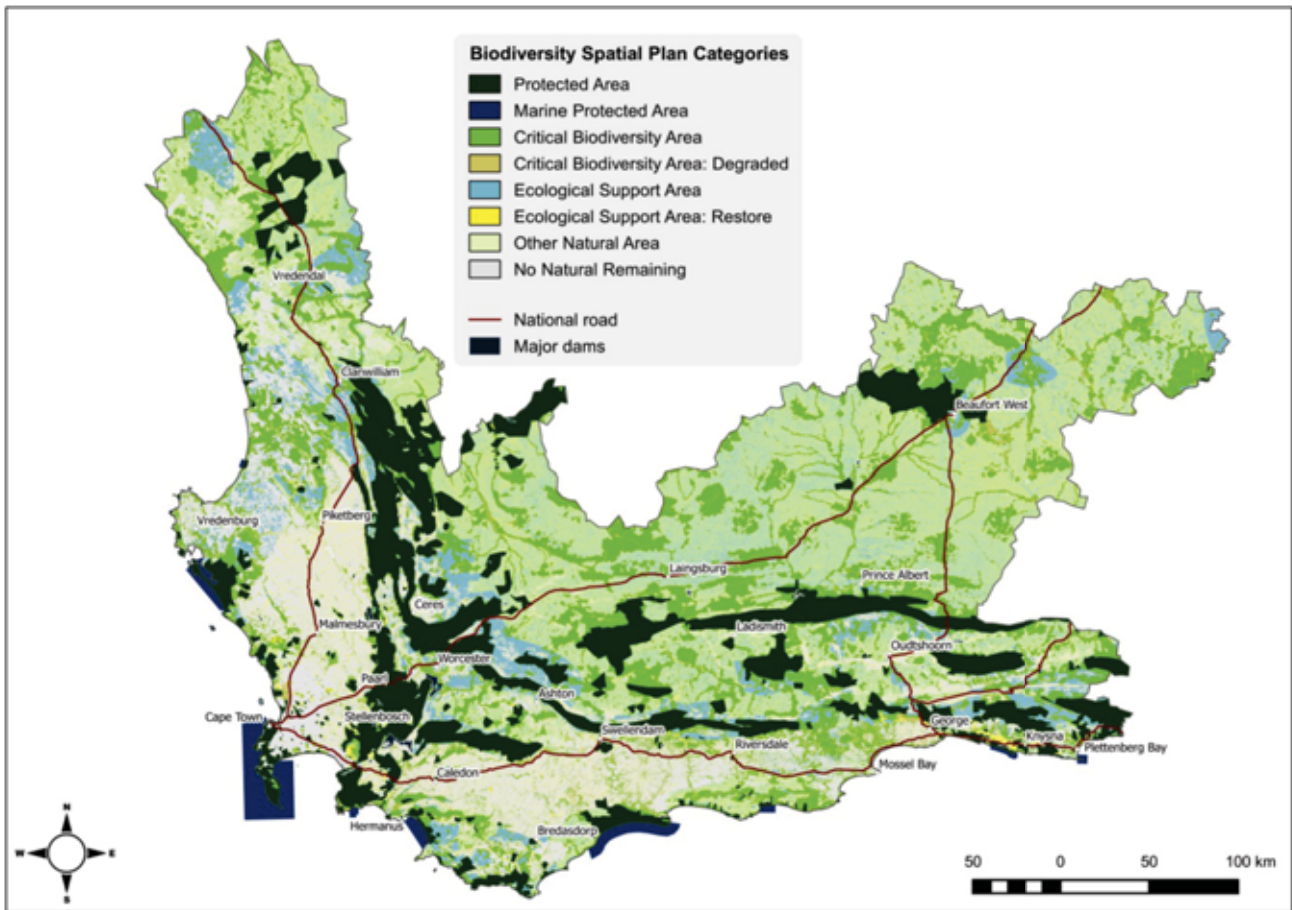 Biodiversity Spatial Plan Categories
Protected Area
Marine Protected Area
Critical Biodiversity Area
Critical Biodiversity Area: Degraded
Ecological Support Area
Ecological Support Area: Restore
Other Natural Area
No Natural Remaining
National road
Major dams
Vredendal
Clanwilliam
Beaufort West
Vredenburg
Piketberg
Laingsburg
Prince Albert
Ceres
Malmesbury
Ladismith
Oudtshoorn
Worcester
Paarl
Ashton
Cape Town
Stellenbosch
George
Swellendam
Knysna
Riversdale
Plettenberg Bay
Mossel Bay
Caledon
Hermanus
Bredasdorp
N
W E
S
50 0 50 100 km